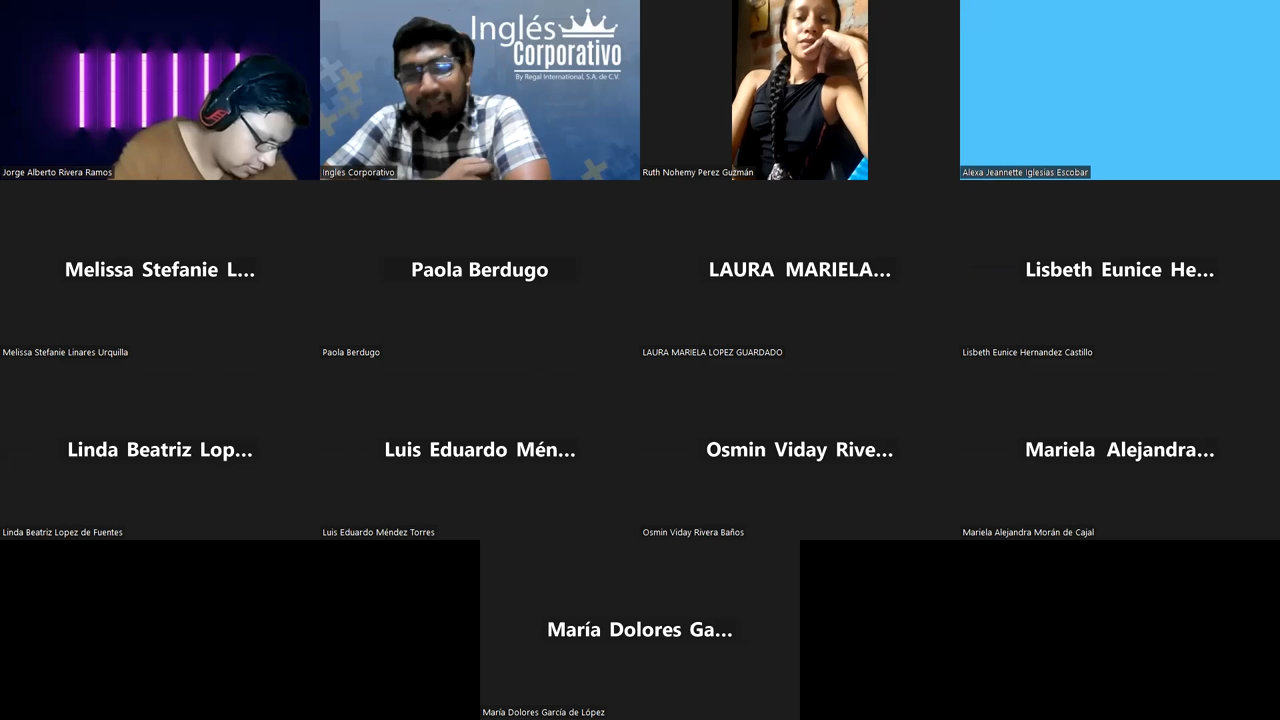 Inglés
Corporativo
By Regal International, S.A. de C.V.
Jorge Alberto Rivera Ramos
Ingles Corporativo
Ruth Nohemy Perez Guzmán
Alexa Jeannette Iglesias Escobar
Melissa Stefanie L...
Paola Berdugo
LAURA MARIELA...
Lisbeth Eunice He...
Melissa Stefanie Linares Urquilla
Paola Berdugo
LAURA MARIELA LOPEZ GUARDADO
Lisbeth Eunice Hernandez Castillo
Linda Beatriz Lop...
Luis Eduardo Mén...
Osmin Viday Rive...
Mariela Alejandra...
Linda Beatriz Lopez de Fuentes
Luis Eduardo Méndez Torres
Osmin Viday Rivera Baños
Mariela Alejandra Morán de Cajal
María Dolores Ga...
María Dolores García de López